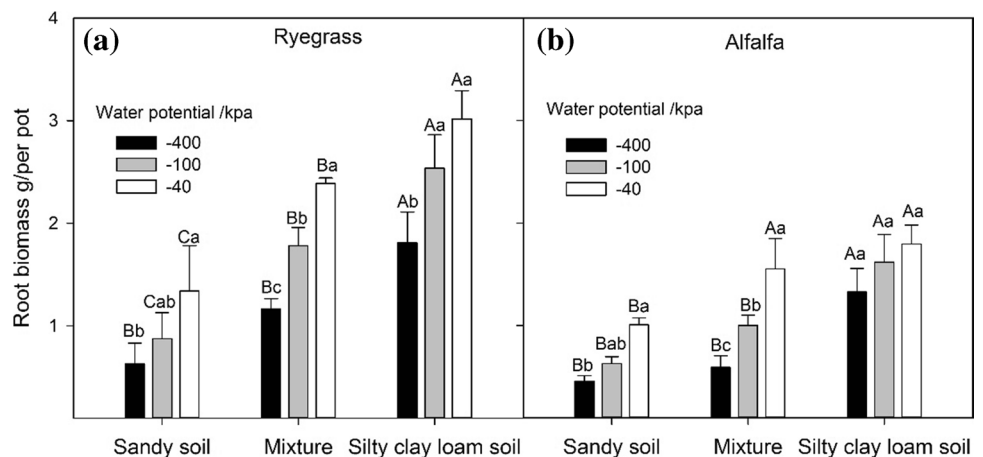 4
3
2
1
Root biomass g/per pot
(a)
Ryegrass
Water potential /kpa
-400
-100
-40
Bb
Cab
Ca
Bc
Bb
Ba
Ab
Aa
Aa
Sandy soil
Mixture
Silty clay loam soil
(b)
Alfalfa
Water potential /kpa
-400
-100
-40
Bb
Bab
Ba
Bc
Bb
Aa
Aa
Aa
Aa
Sandy soil
Mixture
Silty clay loam soil